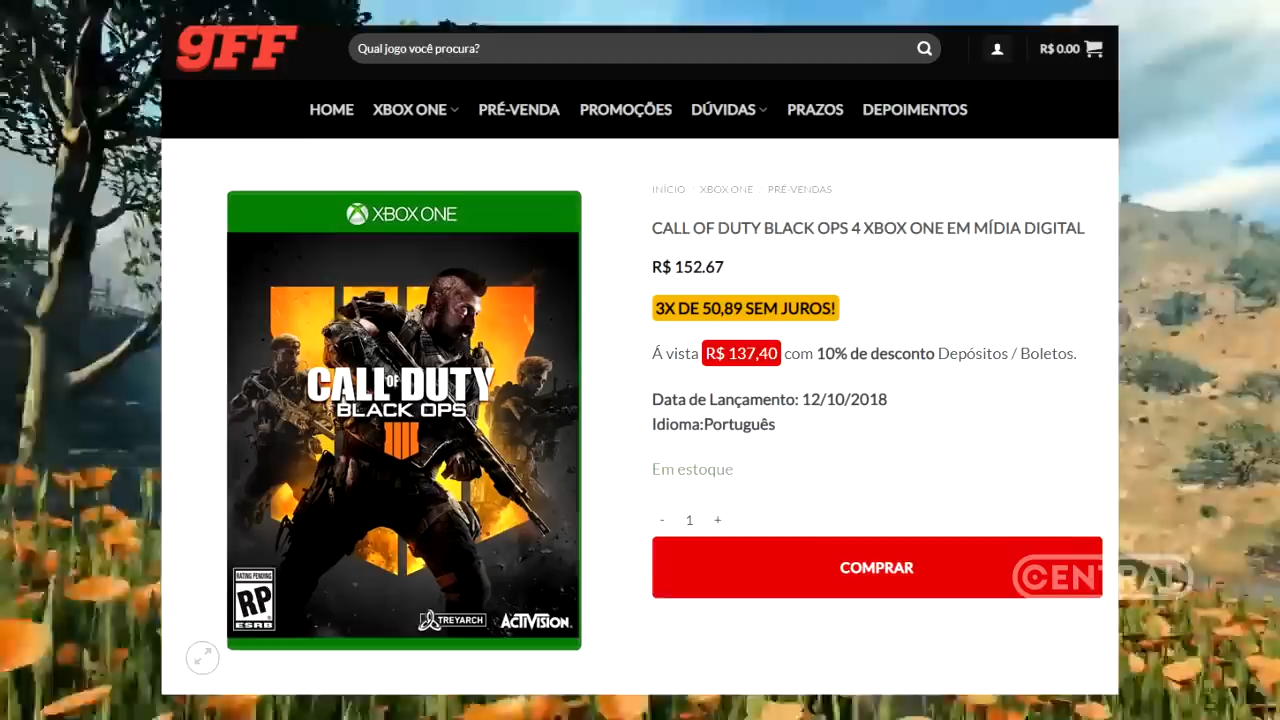 gFF
Qual jogo você procura?
R$ 0.00
HOME XBOX ONE PRÉ-VENDA PROMOÇÕES DÚVIDAS PRAZOS DEPOIMENTOS
INÍCIO / XBOX ONE / PRÉ-VENDAS
CALL OF DUTY BLACK OPS 4 XBOX ONE EM MÍDIA DIGITAL
R$ 152.67
3X DE 50,89 SEM JUROS!
Á vista R$ 137,40 com 10% de desconto Depósitos / Boletos.
Data de Lançamento: 12/10/2018
Idioma:Português
Em estoque
- 1 +
COMPRAR
CENTRAL
XBOX ONE
CALL OF DUTY
BLACK OPS
IIII
RATING PENDING
RP
ESRB
TREYARCH
ACTIVISION